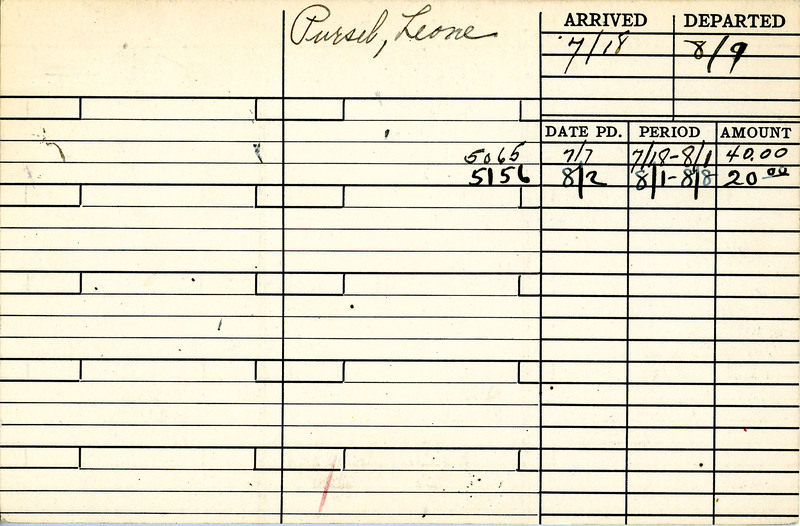 Pursel, Leone
ARRIVED DEPARTED
7/18 8/9
DATE PD. PERIOD AMOUNT
5065 7/7 7/18-8/1 40.00
5156 8/2 8/1-8/8 20 00